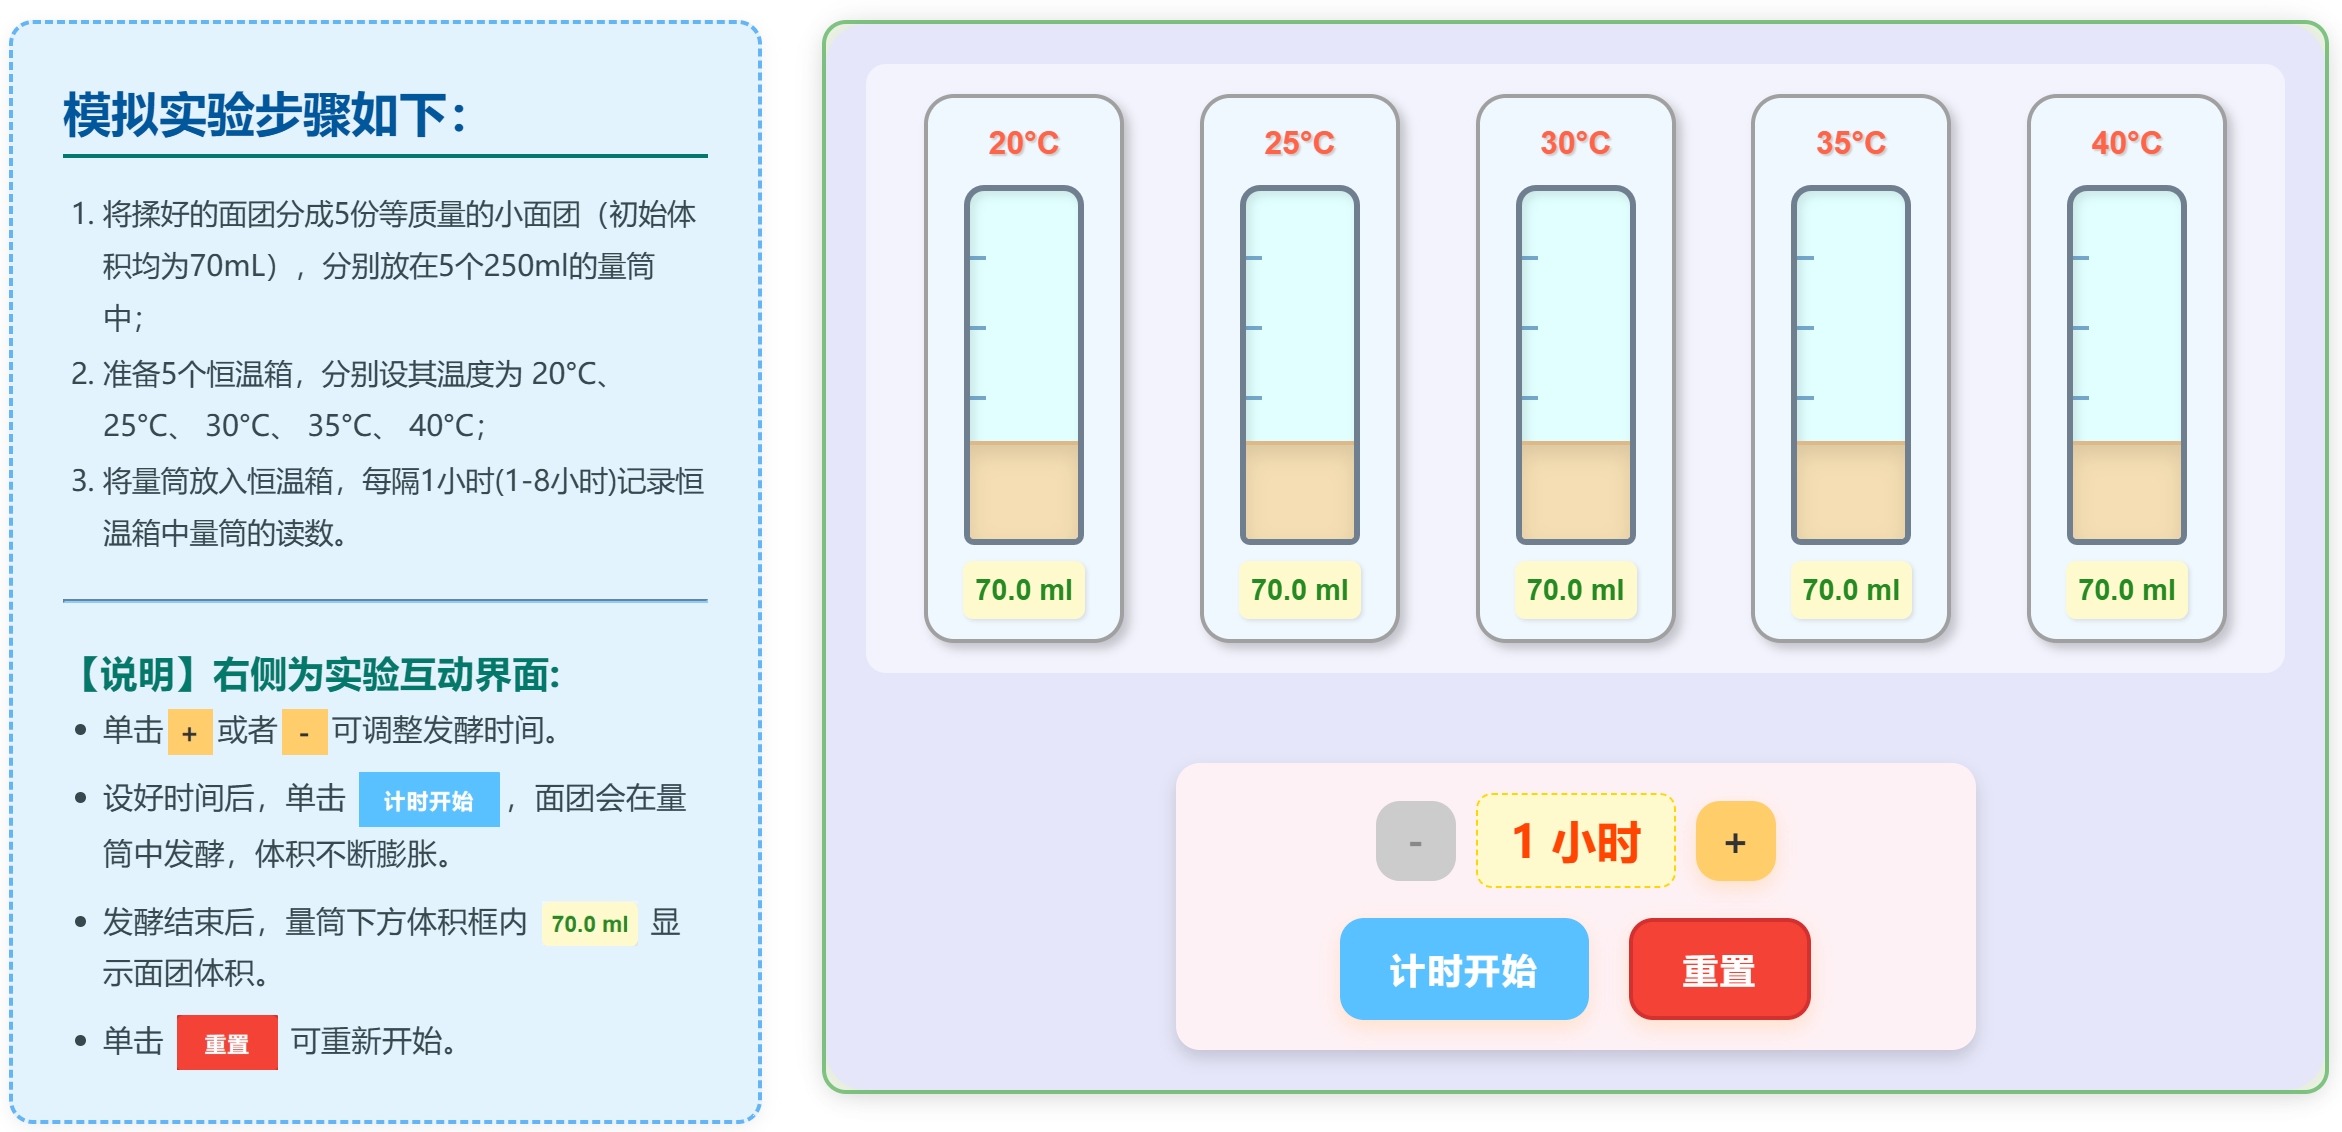 模拟实验步骤如下：
1. 将揉好的面团分成5份等质量的小面团（初始体
积均为70mL），分别放在5个250ml的量筒
中；
2. 准备5个恒温箱，分别设其温度为 20°C、
25°C、 30°C、 35°C、 40°C；
3. 将量筒放入恒温箱，每隔1小时(1-8小时)记录恒
温箱中量筒的读数。
【说明】右侧为实验互动界面:
单击 + 或者 - 可调整发酵时间。
设好时间后，单击 计时开始 ，面团会在量
筒中发酵，体积不断膨胀。
发酵结束后，量筒下方体积框内 70.0 ml 显
示面团体积。
单击 重置 可重新开始。
20°C 25°C 30°C 35°C 40°C
70.0 ml 70.0 ml 70.0 ml 70.0 ml 70.0 ml
- 1 小时 +
计时开始 重置